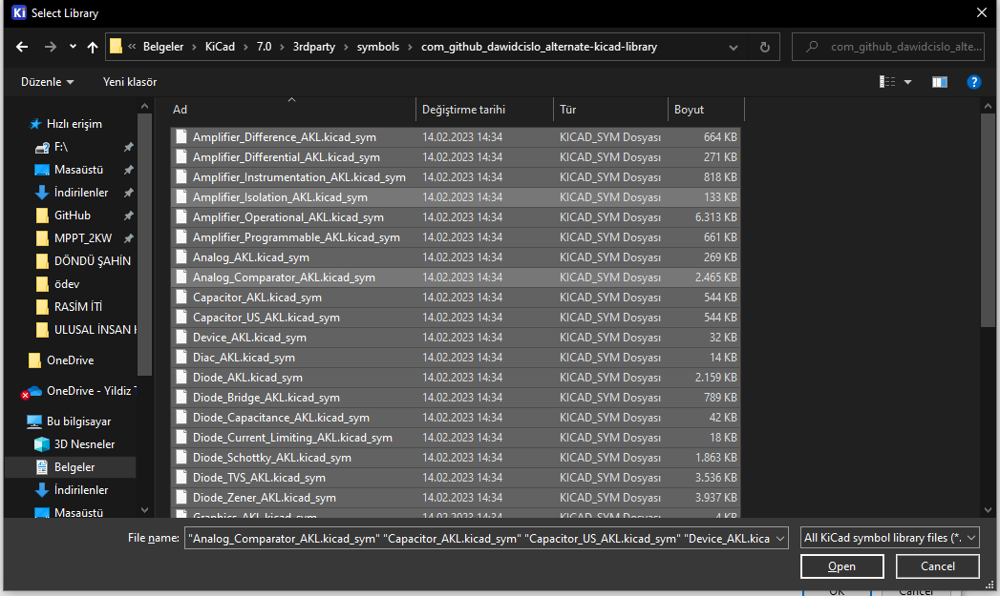 Ki Select Library
« Belgeler › KiCad › 7.0 › 3rdparty › symbols › com_github_dawidcislo_alternate-kicad-library
com_github_dawidcislo_alte...
Düzenle
Yeni klasör
?
Hızlı erişim
F:\
Masaüstü
İndirilenler
GitHub
MPPT_2KW
DÖNDÜ ŞAHİN
ödev
RASİM İTİ
ULUSAL İNSAN
OneDrive
OneDrive - Yildiz
Bu bilgisayar
3D Nesneler
Belgeler
İndirilenler
Masaüstü
Ad Değiştirme tarihi Tür Boyut
Amplifier_Difference_AKL.kicad_sym 14.02.2023 14:34 KICAD_SYM Dosyası 664 KB
Amplifier_Differential_AKL.kicad_sym 14.02.2023 14:34 KICAD_SYM Dosyası 271 KB
Amplifier_Instrumentation_AKL.kicad_sym 14.02.2023 14:34 KICAD_SYM Dosyası 818 KB
Amplifier_Isolation_AKL.kicad_sym 14.02.2023 14:34 KICAD_SYM Dosyası 133 KB
Amplifier_Operational_AKL.kicad_sym 14.02.2023 14:34 KICAD_SYM Dosyası 6.313 KB
Amplifier_Programmable_AKL.kicad_sym 14.02.2023 14:34 KICAD_SYM Dosyası 661 KB
Analog_AKL.kicad_sym 14.02.2023 14:34 KICAD_SYM Dosyası 269 KB
Analog_Comparator_AKL.kicad_sym 14.02.2023 14:34 KICAD_SYM Dosyası 2.465 KB
Capacitor_AKL.kicad_sym 14.02.2023 14:34 KICAD_SYM Dosyası 544 KB
Capacitor_US_AKL.kicad_sym 14.02.2023 14:34 KICAD_SYM Dosyası 544 KB
Device_AKL.kicad_sym 14.02.2023 14:34 KICAD_SYM Dosyası 32 KB
Diac_AKL.kicad_sym 14.02.2023 14:34 KICAD_SYM Dosyası 14 KB
Diode_AKL.kicad_sym 14.02.2023 14:34 KICAD_SYM Dosyası 2.159 KB
Diode_Bridge_AKL.kicad_sym 14.02.2023 14:34 KICAD_SYM Dosyası 789 KB
Diode_Capacitance_AKL.kicad_sym 14.02.2023 14:34 KICAD_SYM Dosyası 42 KB
Diode_Current_Limiting_AKL.kicad_sym 14.02.2023 14:34 KICAD_SYM Dosyası 18 KB
Diode_Schottky_AKL.kicad_sym 14.02.2023 14:34 KICAD_SYM Dosyası 1.863 KB
Diode_TVS_AKL.kicad_sym 14.02.2023 14:34 KICAD_SYM Dosyası 3.536 KB
Diode_Zener_AKL.kicad_sym 14.02.2023 14:34 KICAD_SYM Dosyası 3.937 KB
Graphics_AKL.kicad_sym 14.02.2023 14:34 KICAD_SYM Dosyası 4 KB
File name: "Analog_Comparator_AKL.kicad_sym" "Capacitor_AKL.kicad_sym" "Capacitor_US_AKL.kicad_sym" "Device_AKL.kica
All KiCad symbol library files (*.
Open
Cancel
OK
Cancel